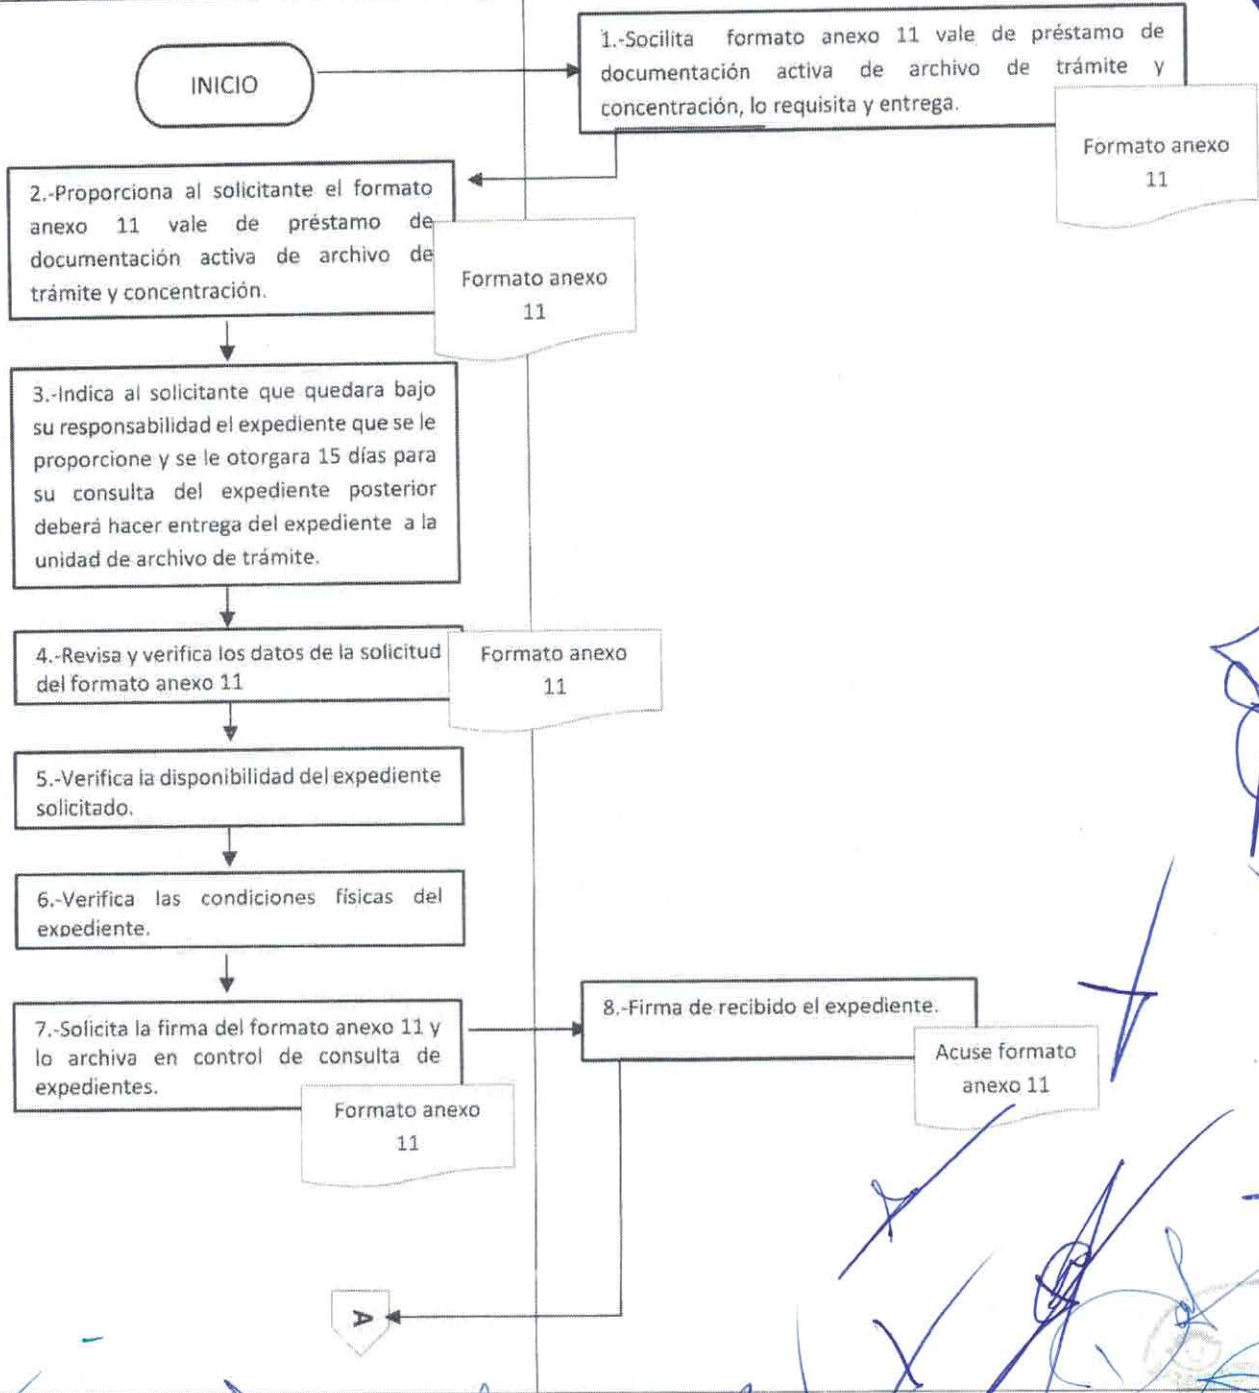 INICIO
1.-Socilita formato anexo 11 vale de préstamo de
documentación activa de archivo de trámite y
concentración, lo requisita y entrega.
Formato anexo
11
2.-Proporciona al solicitante el formato
anexo 11 vale de préstamo de
documentación activa de archivo de
trámite y concentración.
Formato anexo
11
3.-Indica al solicitante que quedara bajo
su responsabilidad el expediente que se le
proporcione y se le otorgara 15 días para
su consulta del expediente posterior
deberá hacer entrega del expediente a la
unidad de archivo de trámite.
4.-Revisa y verifica los datos de la solicitud
del formato anexo 11
Formato anexo
11
5.-Verifica la disponibilidad del expediente
solicitado.
6.-Verifica las condiciones físicas del
expediente.
7.-Solicita la firma del formato anexo 11 y
lo archiva en control de consulta de
expedientes.
Formato anexo
11
8.-Firma de recibido el expediente.
Acuse formato
anexo 11
A